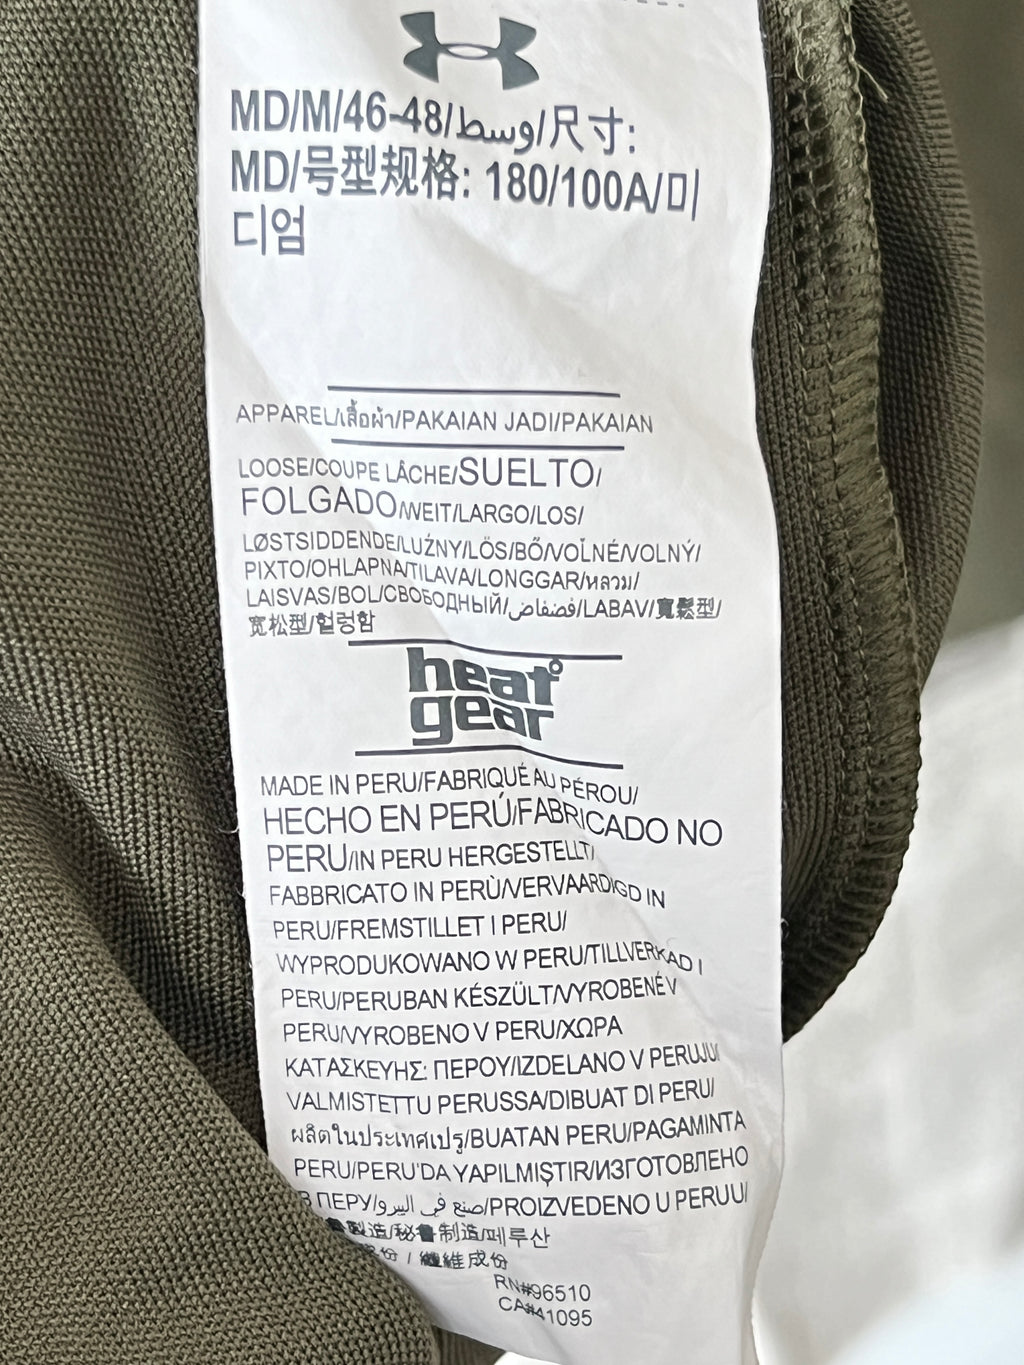 MD/M/46-48/وسط/尺寸:
MD/号型规格: 180/100A/미
디엄
APPAREL/เสื้อผ้า/PAKAIAN JADI/PAKAIAN
LOOSE/COUPE LÂCHE/SUELTO/
FOLGADO/WEIT/LARGO/LOS/
LØSTSIDDENDE/LUŹNY/LÖS/BŐ/VOĹNÉ/VOLNÝ/
PIXTO/OHLAPNA/TILAVA/LONGGAR/หลวม/
LAISVAS/BOL/СВОБОДНЫЙ/فضفاض/LABAV/寬鬆型/
宽松型/헐렁함
heat°
gear
MADE IN PERU/FABRIQUÉ AU PÉROU/
HECHO EN PERÚ/FABRICADO NO
PERU/IN PERU HERGESTELLT/
FABBRICATO IN PERÙ/VERVAARDIGD IN
PERU/FREMSTILLET I PERU/
WYPRODUKOWANO W PERU/TILLVERKAD I
PERU/PERUBAN KÉSZÜLT/VYROBENÉ V
PERU/VYROBENO V PERU/ΧΩΡΑ
ΚΑΤΑΣΚΕΥΗΣ: ΠΕΡΟΥ/IZDELANO V PERUJU/
VALMISTETTU PERUSSA/DIBUAT DI PERU/
ผลิตในประเทศเปรู/BUATAN PERU/PAGAMINTA
PERU/PERU'DA YAPILMIŞTIR/ИЗГОТОВЛЕНО
В ПЕРУ/صنع في البيرو/PROIZVEDENO U PERUU/
魯製造/秘鲁制造/페루산
份 / 纖維成份
RN#96510
CA#41095